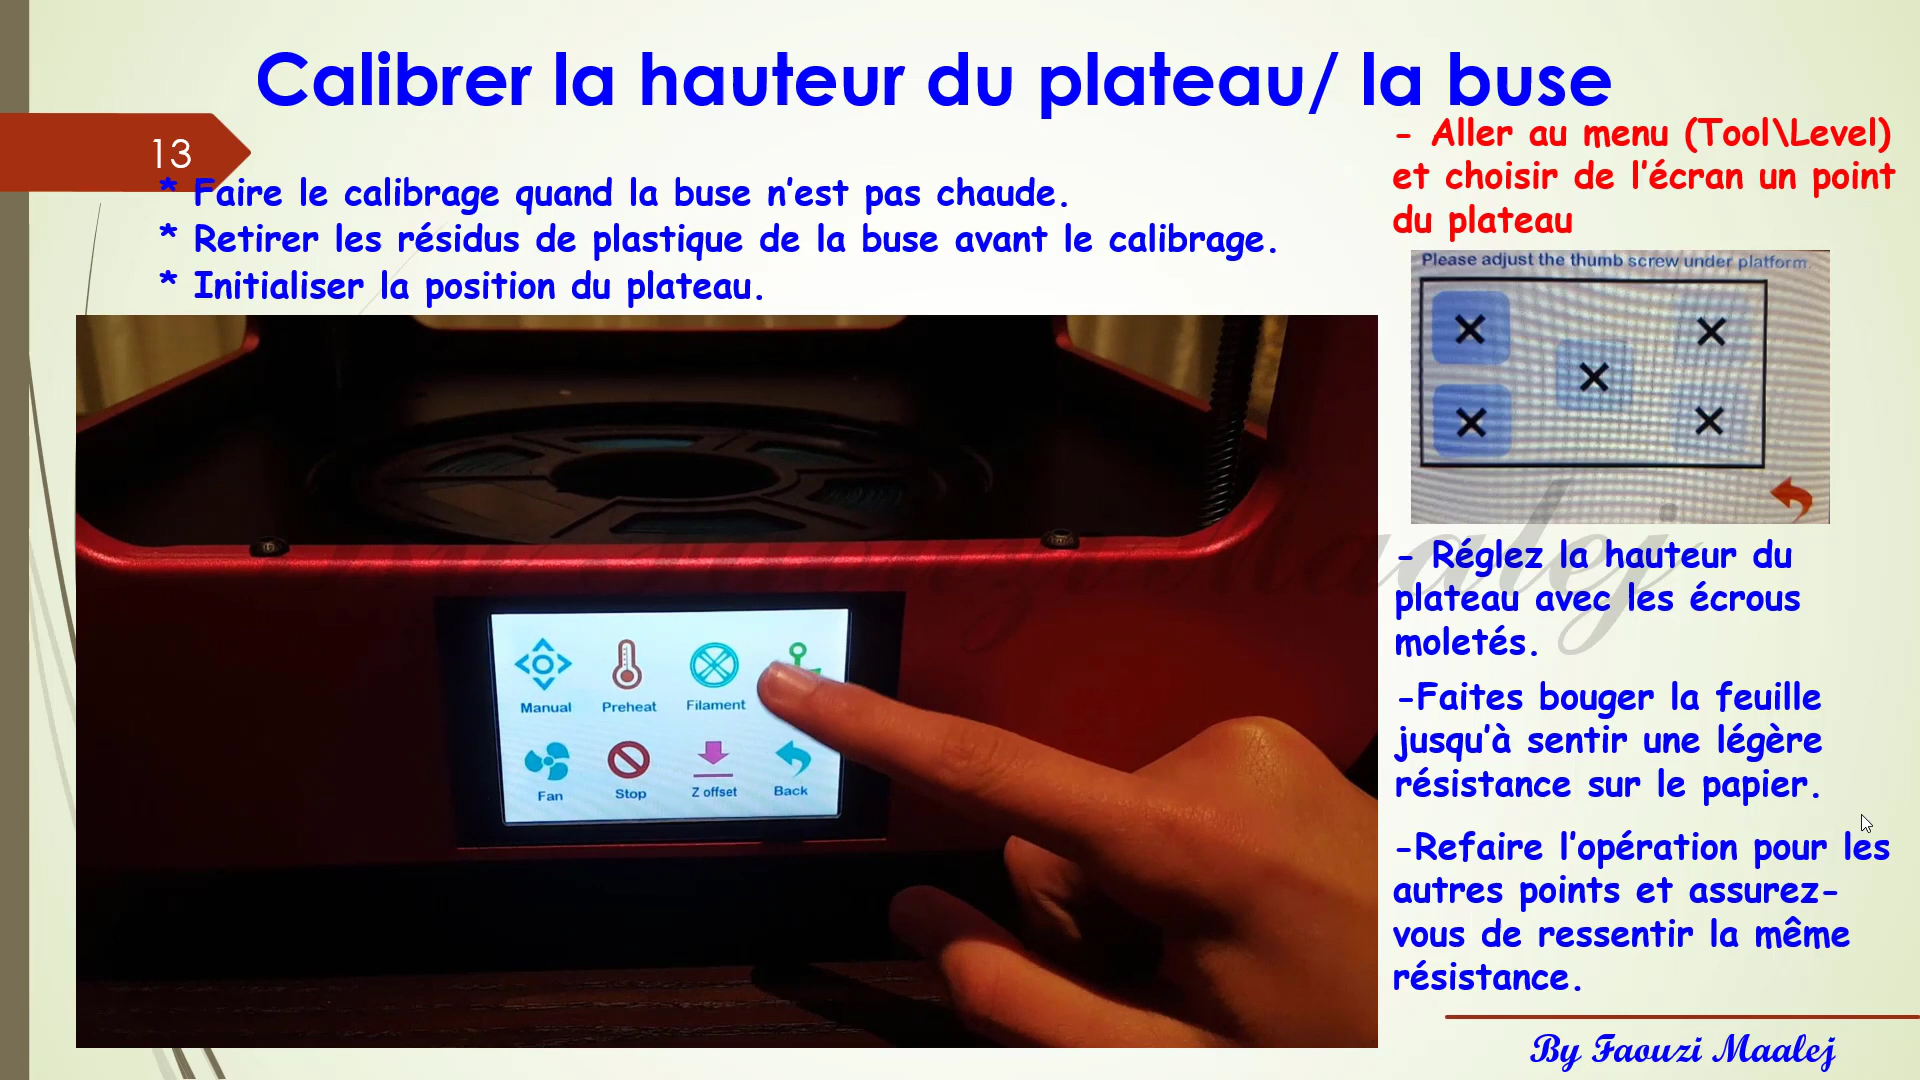 Calibrer la hauteur du plateau/ la buse
13
* Faire le calibrage quand la buse n'est pas chaude.
* Retirer les résidus de plastique de la buse avant le calibrage.
* Initialiser la position du plateau.
- Aller au menu (Tool\Level)
et choisir de l'écran un point
du plateau
Please adjust the thumb screw under platform.
- Réglez la hauteur du
plateau avec les écrous
moletés.
-Faites bouger la feuille
jusqu'à sentir une légère
résistance sur le papier.
-Refaire l'opération pour les
autres points et assurez-
vous de ressentir la même
résistance.
Manual Preheat Filament
Fan Stop Z offset Back
By Faouzi Maalej